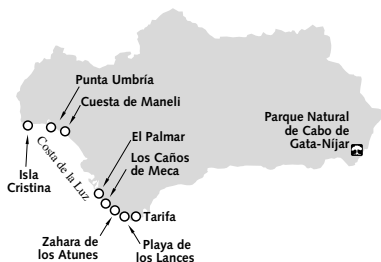 Punta Umbría
Cuesta de Maneli
Parque Natural
de Cabo de
Gata-Níjar
El Palmar
Los Caños
de Meca
Costa de la Luz
Isla
Cristina
Tarifa
Zahara de
los Atunes
Playa de
los Lances